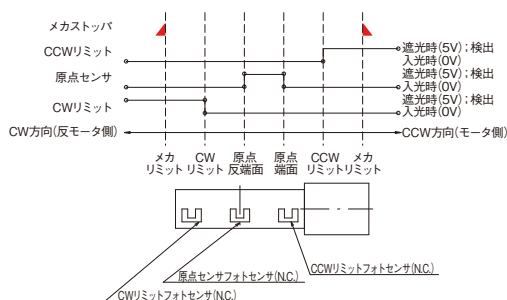 メカストッパ
CCWリミット
遮光時(5V);検出
入光時(0V)
原点センサ
遮光時(5V);検出
入光時(0V)
CWリミット
遮光時(5V);検出
入光時(0V)
CW方向(反モータ側)
CCW方向(モータ側)
メカ
リミット
CW
リミット
原点
反端面
原点
端面
CCW
リミット
メカ
リミット
CCWリミットフォトセンサ(N.C.)
原点センサフォトセンサ(N.C.)
CWリミットフォトセンサ(N.C.)